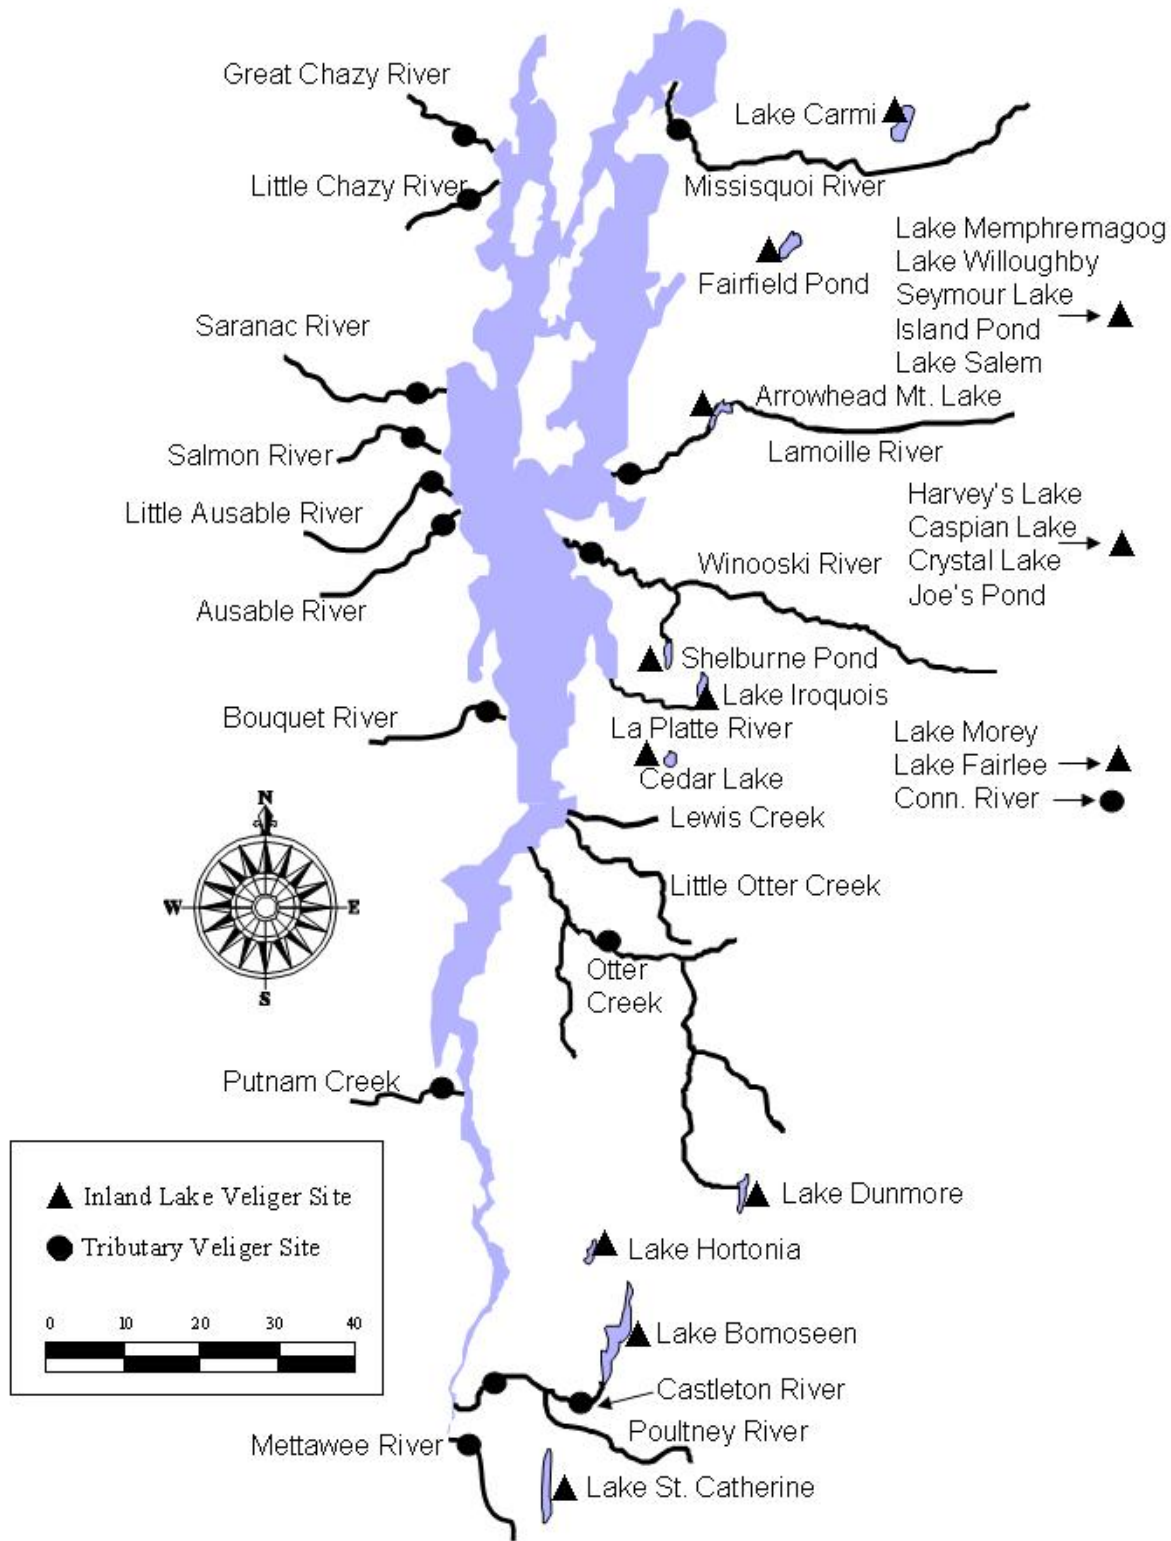 Great Chazy River
Lake Carmi
Little Chazy River
Missisquoi River
Lake Memphremagog
Lake Willoughby
Seymour Lake
Island Pond
Lake Salem
Fairfield Pond
Saranac River
Arrowhead Mt. Lake
Salmon River
Lamoille River
Harvey's Lake
Caspian Lake
Crystal Lake
Joe's Pond
Little Ausable River
Winooski River
Ausable River
Shelburne Pond
Lake Iroquois
Bouquet River
La Platte River
Lake Morey
Lake Fairlee
Conn. River
Cedar Lake
N
W
E
S
Lewis Creek
Little Otter Creek
Otter
Creek
Putnam Creek
Inland Lake Veliger Site
Tributary Veliger Site
0 10 20 30 40
Lake Dunmore
Lake Hortonia
Lake Bomoseen
Castleton River
Poultney River
Mettawee River
Lake St. Catherine